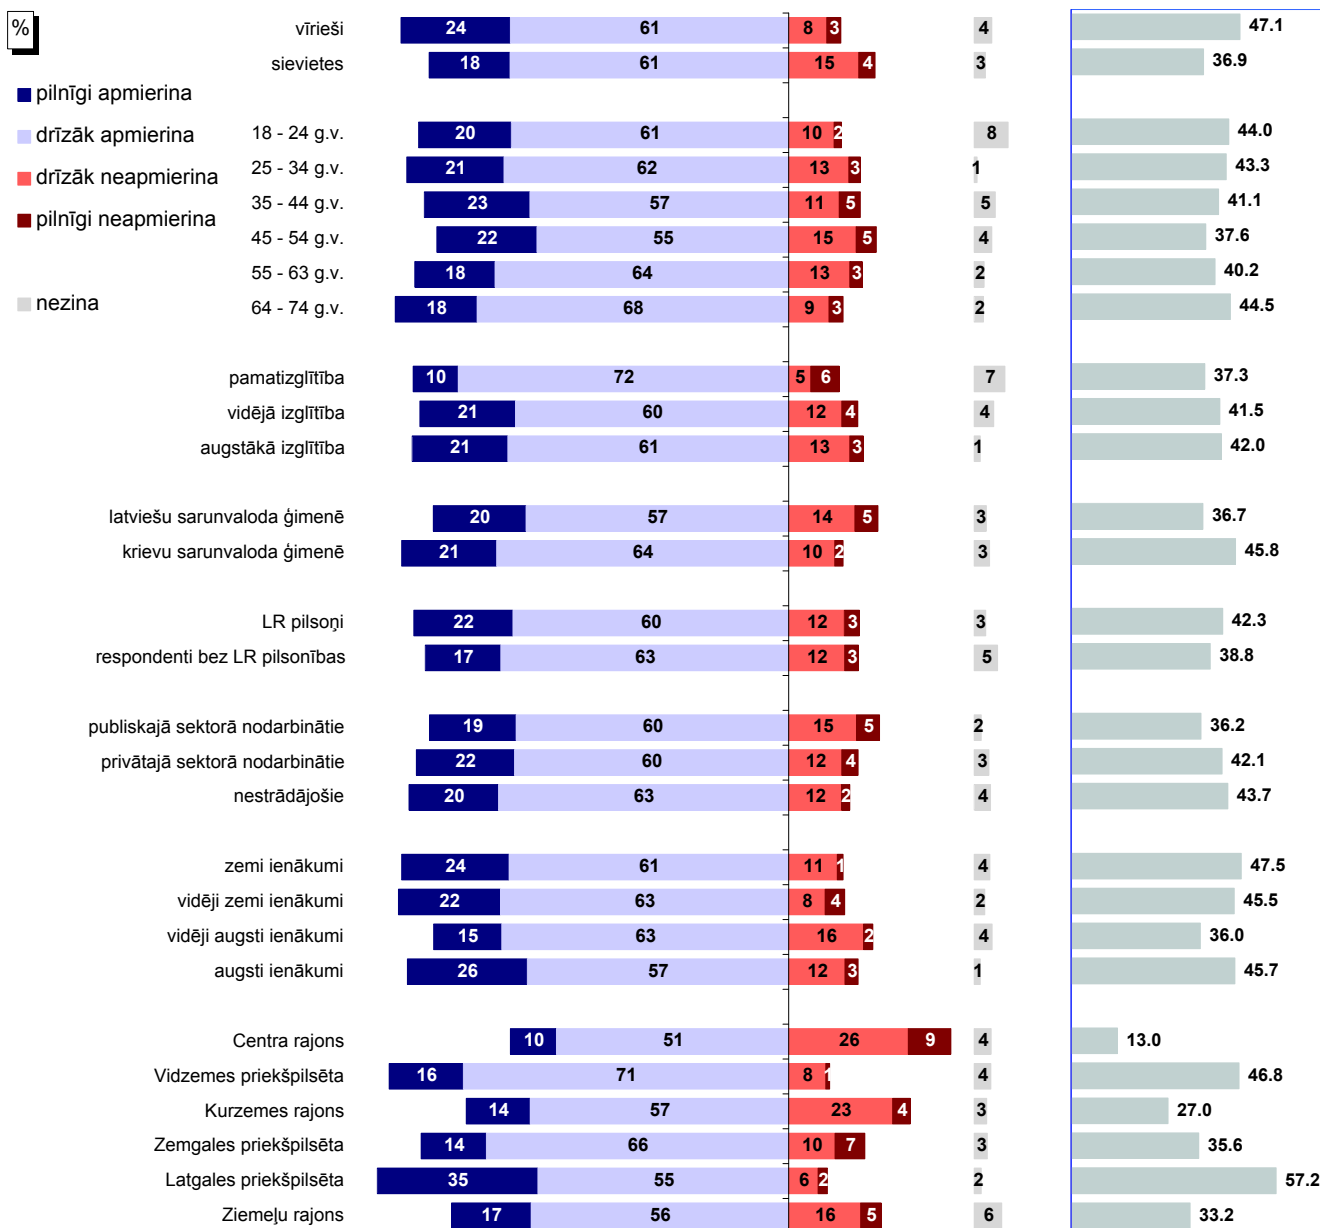 %
pilnīgi apmierina
drīzāk apmierina
drīzāk neapmierina
pilnīgi neapmierina
nezina
vīrieši 24 61 8 3 4 47.1
sievietes 18 61 15 4 3 36.9
18 - 24 g.v. 20 61 10 2 8 44.0
25 - 34 g.v. 21 62 13 3 1 43.3
35 - 44 g.v. 23 57 11 5 5 41.1
45 - 54 g.v. 22 55 15 5 4 37.6
55 - 63 g.v. 18 64 13 3 2 40.2
64 - 74 g.v. 18 68 9 3 2 44.5
pamatizglītība 10 72 5 6 7 37.3
vidējā izglītība 21 60 12 4 4 41.5
augstākā izglītība 21 61 13 3 1 42.0
latviešu sarunvaloda ģimenē 20 57 14 5 3 36.7
krievu sarunvaloda ģimenē 21 64 10 2 3 45.8
LR pilsoņi 22 60 12 3 3 42.3
respondenti bez LR pilsonības 17 63 12 3 5 38.8
publiskajā sektorā nodarbinātie 19 60 15 5 2 36.2
privātajā sektorā nodarbinātie 22 60 12 4 3 42.1
nestrādājošie 20 63 12 2 4 43.7
zemi ienākumi 24 61 11 1 4 47.5
vidēji zemi ienākumi 22 63 8 4 2 45.5
vidēji augsti ienākumi 15 63 16 2 4 36.0
augsti ienākumi 26 57 12 3 1 45.7
Centra rajons 10 51 26 9 4 13.0
Vidzemes priekšpilsēta 16 71 8 1 4 46.8
Kurzemes rajons 14 57 23 4 3 27.0
Zemgales priekšpilsēta 14 66 10 7 3 35.6
Latgales priekšpilsēta 35 55 6 2 2 57.2
Ziemeļu rajons 17 56 16 5 6 33.2